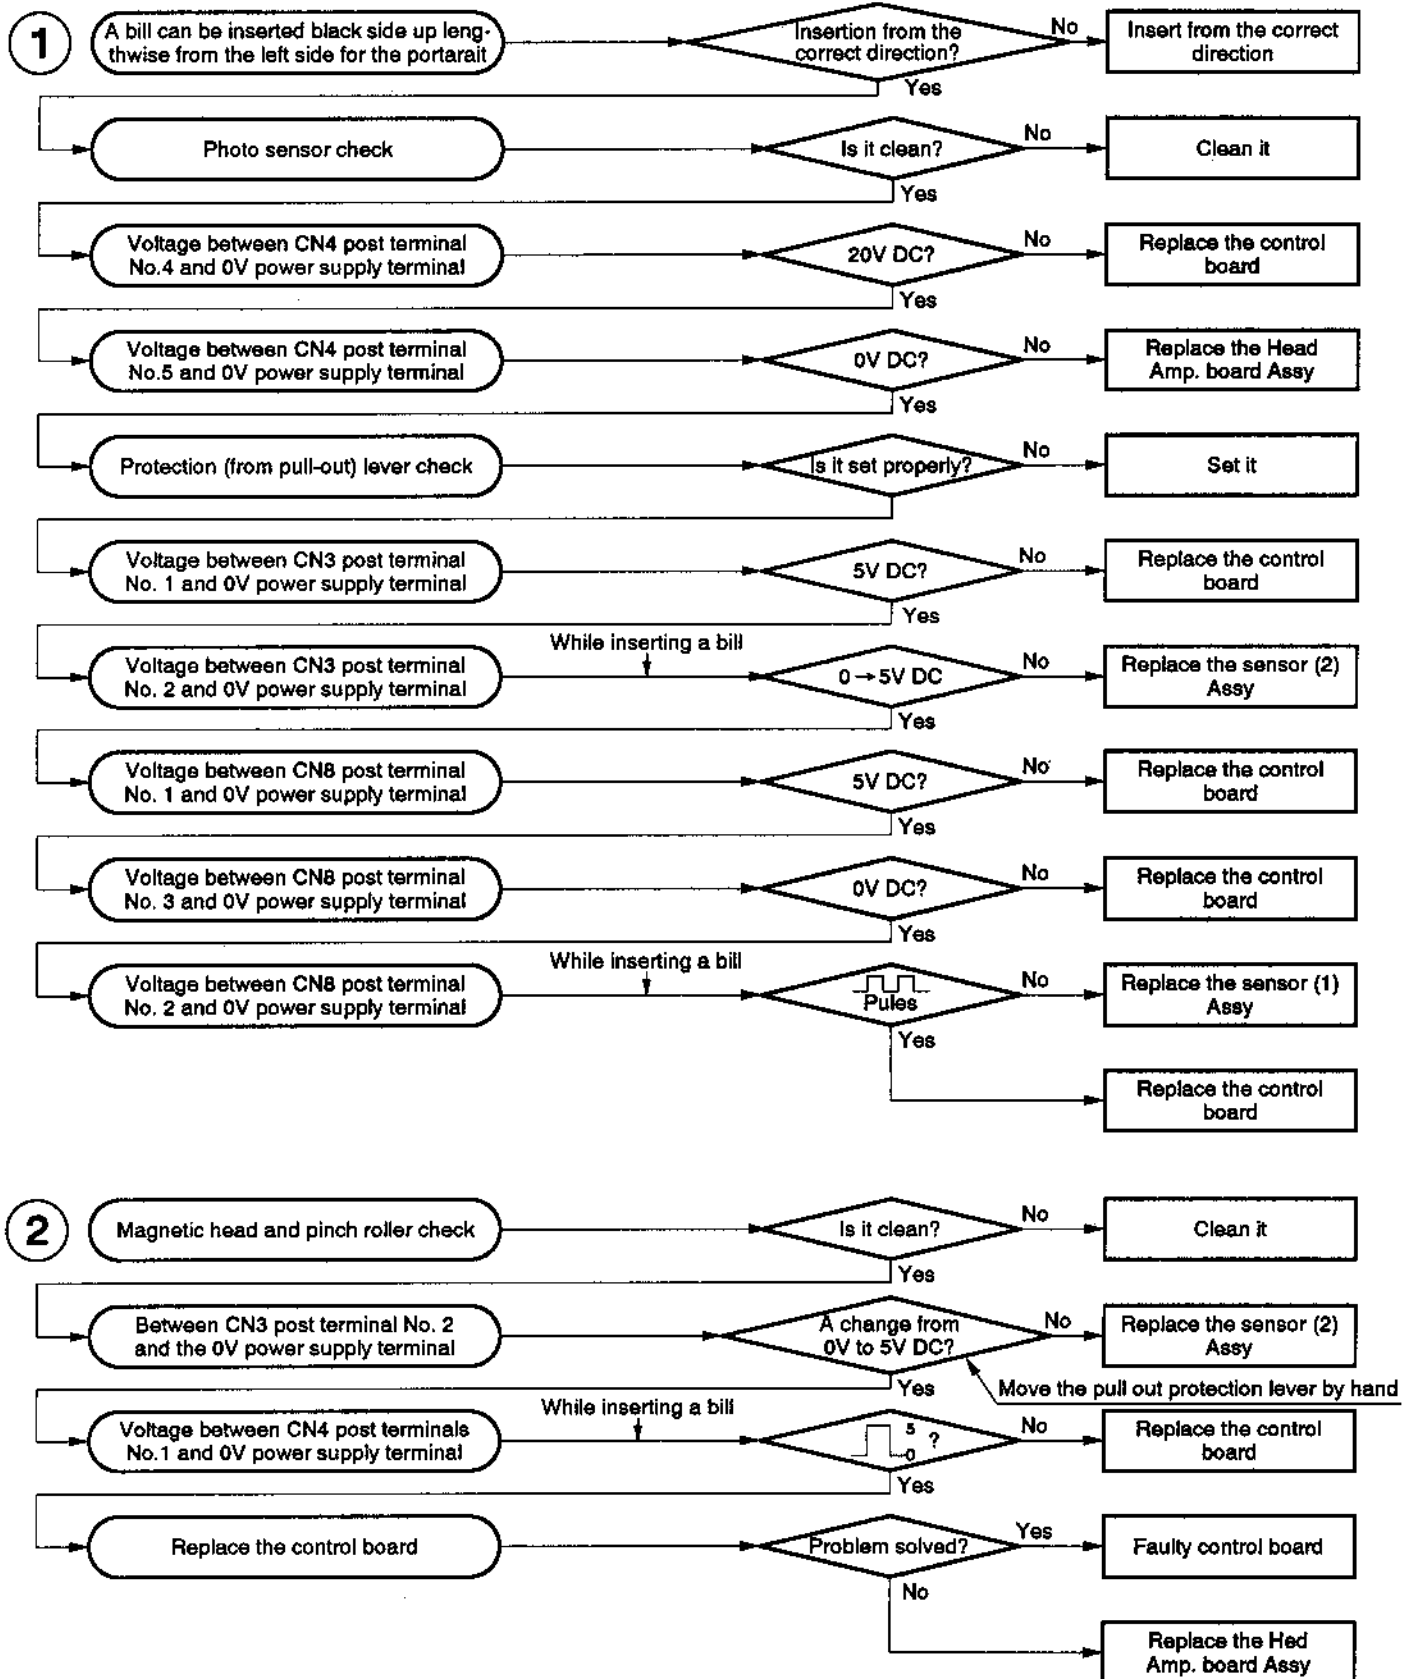 1
A bill can be inserted black side up leng-
thwise from the left side for the portarait
Insertion from the
correct direction?
No
Insert from the correct
direction
Yes
Photo sensor check
Is it clean?
No
Clean it
Yes
Voltage between CN4 post terminal
No.4 and 0V power supply terminal
20V DC?
No
Replace the control
board
Yes
Voltage between CN4 post terminal
No.5 and 0V power supply terminal
0V DC?
No
Replace the Head
Amp. board Assy
Yes
Protection (from pull-out) lever check
Is it set properly?
No
Set it
Voltage between CN3 post terminal
No. 1 and 0V power supply terminal
5V DC?
No
Replace the control
board
Yes
While inserting a bill
Voltage between CN3 post terminal
No. 2 and 0V power supply terminal
0→5V DC
No
Replace the sensor (2)
Assy
Yes
Voltage between CN8 post terminal
No. 1 and 0V power supply terminal
5V DC?
No
Replace the control
board
Yes
Voltage between CN8 post terminal
No. 3 and 0V power supply terminal
0V DC?
No
Replace the control
board
Yes
While inserting a bill
Voltage between CN8 post terminal
No. 2 and 0V power supply terminal
Pules
No
Replace the sensor (1)
Assy
Yes
Replace the control
board
2
Magnetic head and pinch roller check
Is it clean?
No
Clean it
Yes
Between CN3 post terminal No. 2
and the 0V power supply terminal
A change from
0V to 5V DC?
No
Replace the sensor (2)
Assy
Yes
Move the pull out protection lever by hand
While inserting a bill
Voltage between CN4 post terminals
No.1 and 0V power supply terminal
5
0
?
No
Replace the control
board
Yes
Replace the control board
Problem solved?
Yes
Faulty control board
No
Replace the Hed
Amp. board Assy